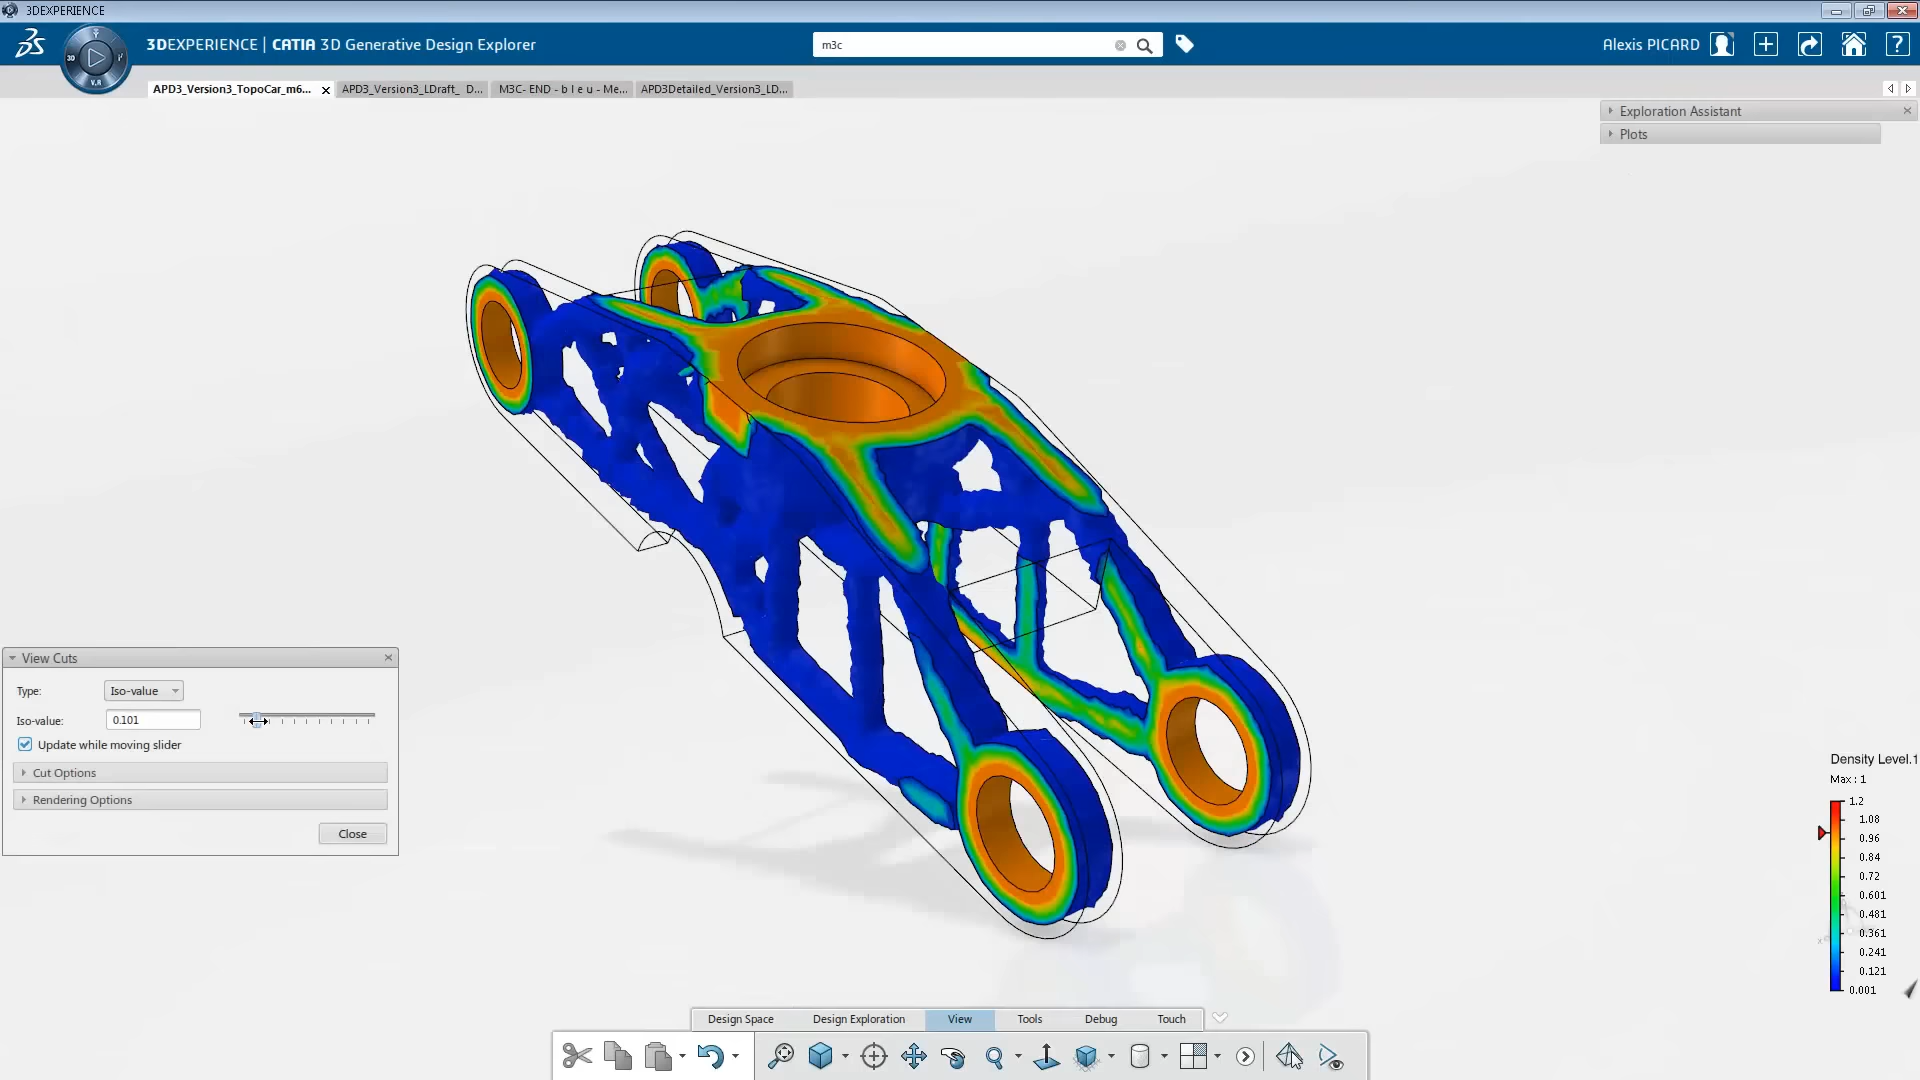 3DEXPERIENCE
3DEXPERIENCE | CATIA 3D Generative Design Explorer
m3c
Alexis PICARD
3D
V.R
APD3_Version3_TopoCar_m6...
APD3_Version3_LDraft_ D...
M3C- END - b l e u - Me...
APD3Detailed_Version3_LD...
Exploration Assistant
Plots
View Cuts
Type:
Iso-value
Iso-value:
0.101
Update while moving slider
Cut Options
Rendering Options
Close
Density Level.1
Max : 1
1.2
1.08
0.96
0.84
0.72
0.601
0.481
0.361
0.241
0.121
0.001
Design Space
Design Exploration
View
Tools
Debug
Touch